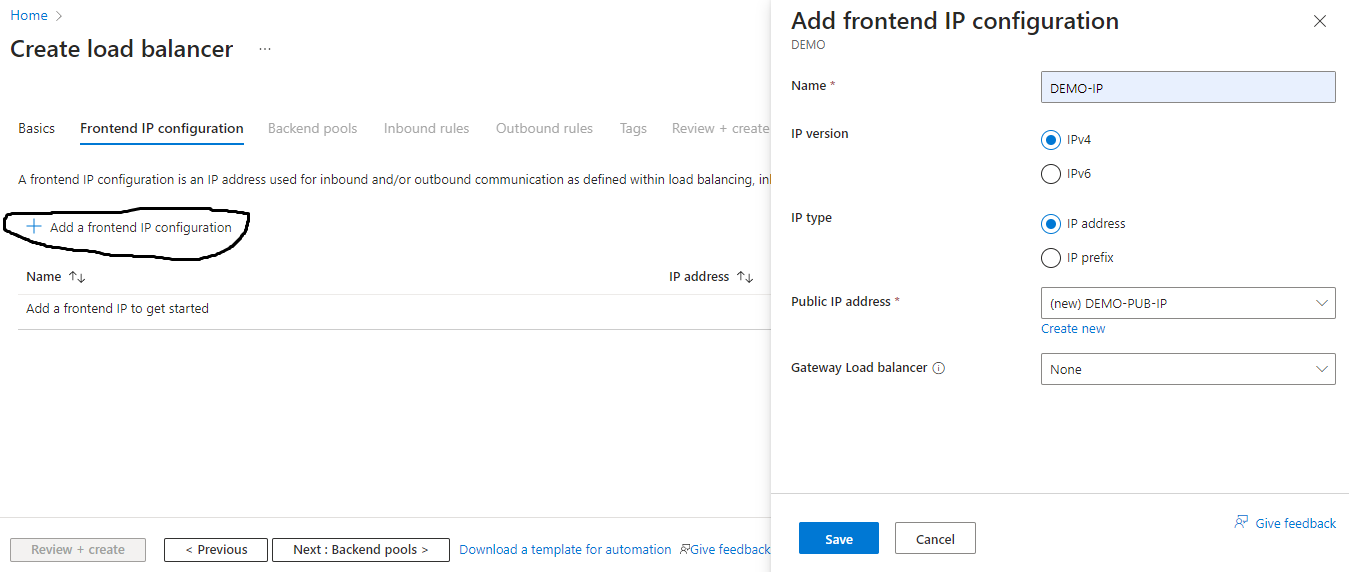 Home >
Create load balancer ...
Basics Frontend IP configuration Backend pools Inbound rules Outbound rules Tags Review + create
A frontend IP configuration is an IP address used for inbound and/or outbound communication as defined within load balancing,
+ Add a frontend IP configuration
Name ↑↓ IP address ↑↓
Add a frontend IP to get started
Review + create < Previous Next : Backend pools > Download a template for automation Give feedback
Add frontend IP configuration
DEMO
Name * DEMO-IP
IP version IPv4
IPv6
IP type IP address
IP prefix
Public IP address * (new) DEMO-PUB-IP
Create new
Gateway Load balancer None
Give feedback
Save Cancel